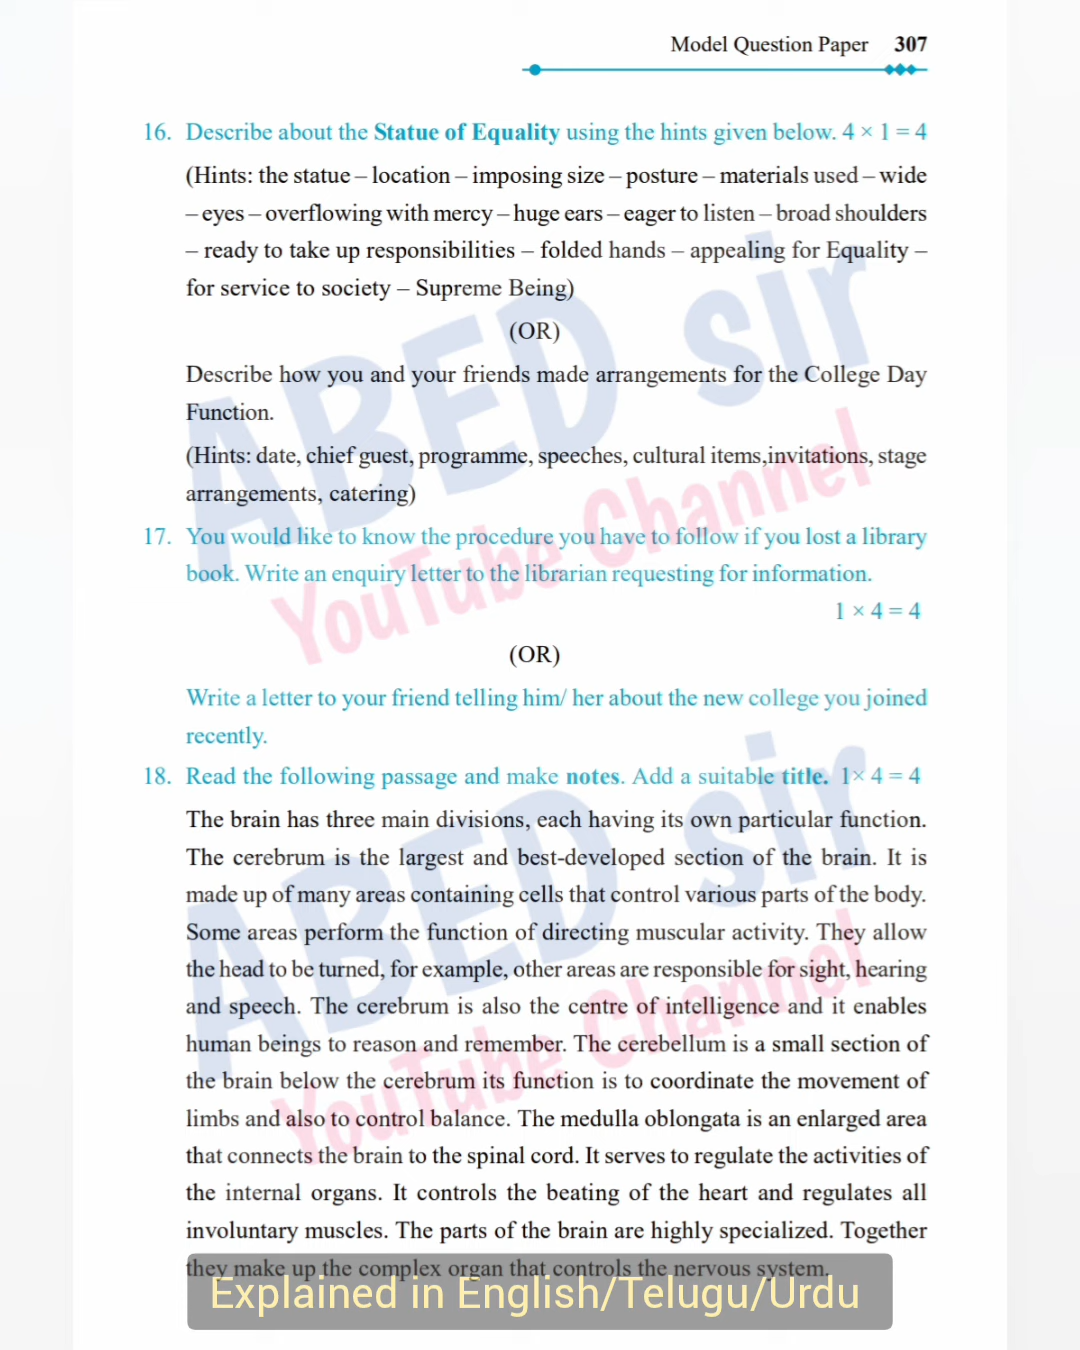 Model Question Paper 307
16. Describe about the Statue of Equality using the hints given below. 4 × 1 = 4
(Hints: the statue – location – imposing size – posture – materials used – wide
– eyes – overflowing with mercy – huge ears – eager to listen – broad shoulders
– ready to take up responsibilities – folded hands – appealing for Equality –
for service to society – Supreme Being)
(OR)
Describe how you and your friends made arrangements for the College Day
Function.
(Hints: date, chief guest, programme, speeches, cultural items,invitations, stage
arrangements, catering)
17. You would like to know the procedure you have to follow if you lost a library
book. Write an enquiry letter to the librarian requesting for information.
1 × 4 = 4
(OR)
Write a letter to your friend telling him/ her about the new college you joined
recently.
18. Read the following passage and make notes. Add a suitable title. 1× 4 = 4
The brain has three main divisions, each having its own particular function.
The cerebrum is the largest and best-developed section of the brain. It is
made up of many areas containing cells that control various parts of the body.
Some areas perform the function of directing muscular activity. They allow
the head to be turned, for example, other areas are responsible for sight, hearing
and speech. The cerebrum is also the centre of intelligence and it enables
human beings to reason and remember. The cerebellum is a small section of
the brain below the cerebrum its function is to coordinate the movement of
limbs and also to control balance. The medulla oblongata is an enlarged area
that connects the brain to the spinal cord. It serves to regulate the activities of
the internal organs. It controls the beating of the heart and regulates all
involuntary muscles. The parts of the brain are highly specialized. Together
they make up the complex organ that controls the nervous system.
Explained in English/Telugu/Urdu
ABED sir
YouTube Channel
ABED sir
YouTube Channel